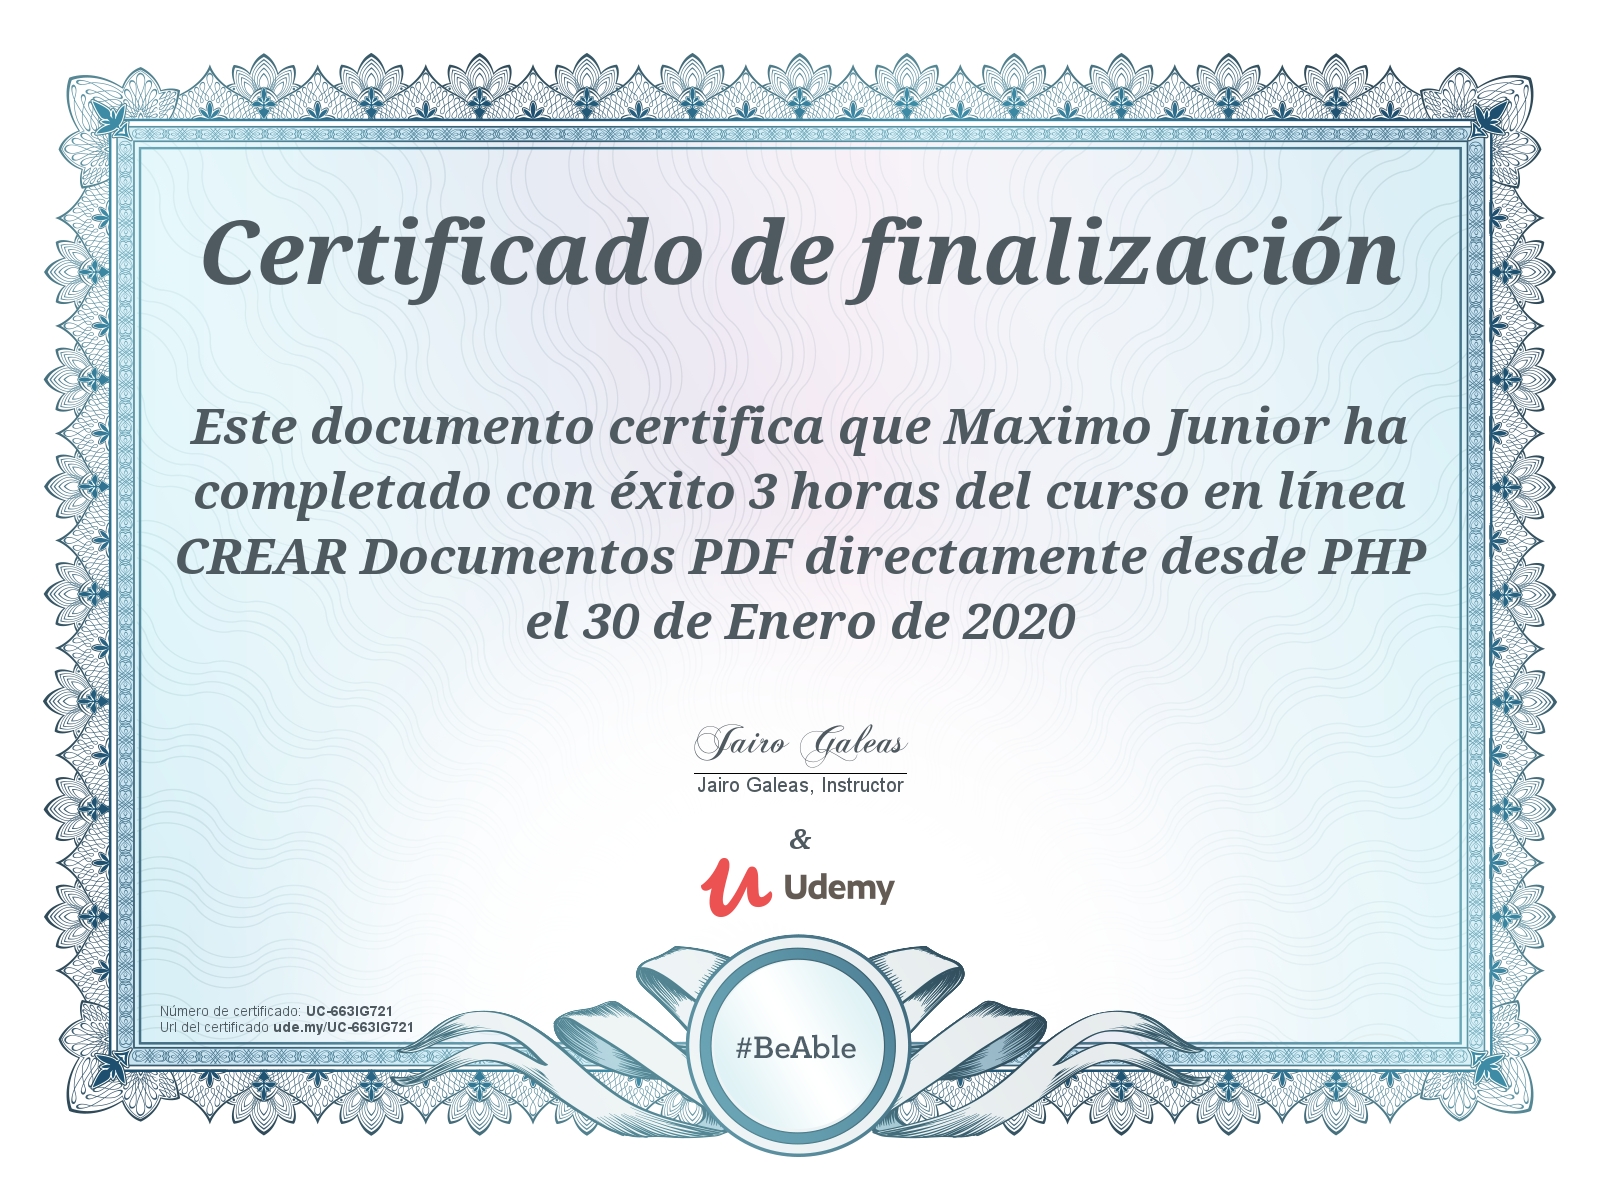 Certificado de finalización
Este documento certifica que Maximo Junior ha
completado con éxito 3 horas del curso en línea
CREAR Documentos PDF directamente desde PHP
el 30 de Enero de 2020
Jairo Galeas
Jairo Galeas, Instructor
&
Udemy
Número de certificado: UC-663IG721
Url del certificado ude.my/UC-663IG721
#BeAble